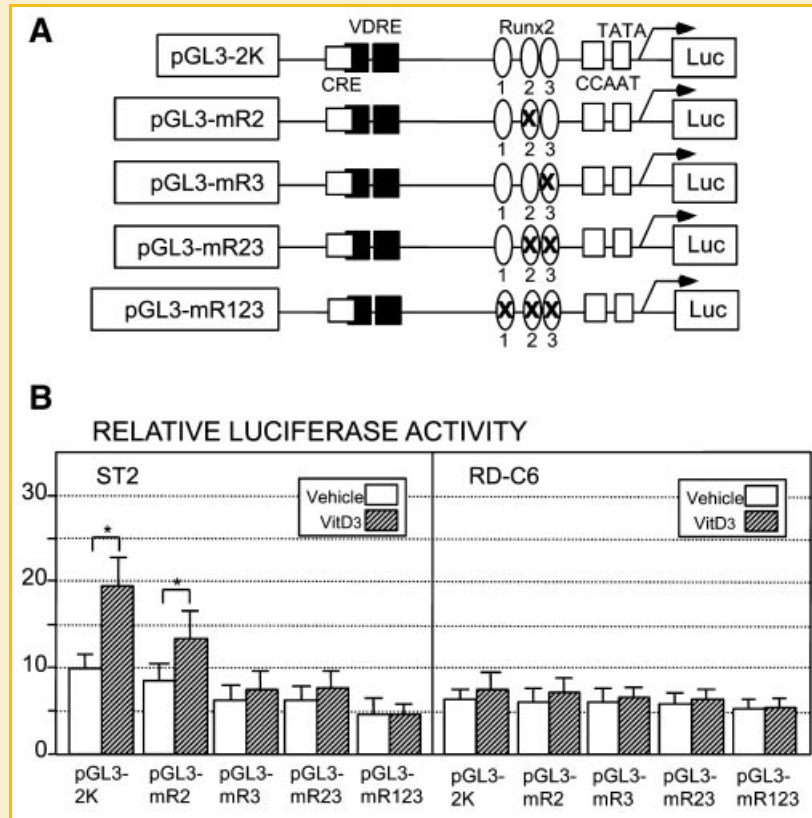 A
VDRE
Runx2
TATA
pGL3-2K
Luc
CRE
1 2 3
CCAAT
pGL3-mR2
X
Luc
1 2 3
pGL3-mR3
X
Luc
1 2 3
pGL3-mR23
X X
Luc
1 2 3
pGL3-mR123
X X X
Luc
1 2 3
B
RELATIVE LUCIFERASE ACTIVITY
ST2
Vehicle
VitD3
RD-C6
Vehicle
VitD3
30
20
10
0
*
*
pGL3-2K
pGL3-mR2
pGL3-mR3
pGL3-mR23
pGL3-mR123
pGL3-2K
pGL3-mR2
pGL3-mR3
pGL3-mR23
pGL3-mR123